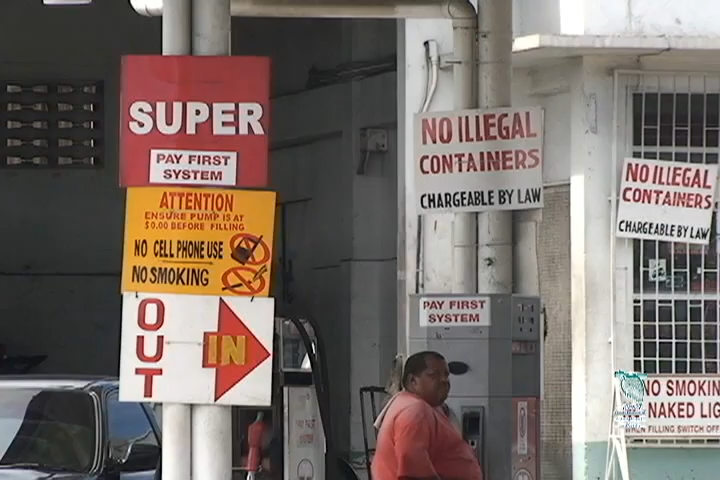 SUPER
PAY FIRST
SYSTEM
ATTENTION
ENSURE PUMP IS AT
$0.00 BEFORE FILLING
NO CELL PHONE USE
NO SMOKING
OUT
IN
NO ILLEGAL
CONTAINERS
CHARGEABLE BY LAW
PAY FIRST
SYSTEM
NO ILLEGAL
CONTAINERS
CHARGEABLE BY LAW
NO SMOKIN
NAKED LIG
FILLING SWITCH OFF